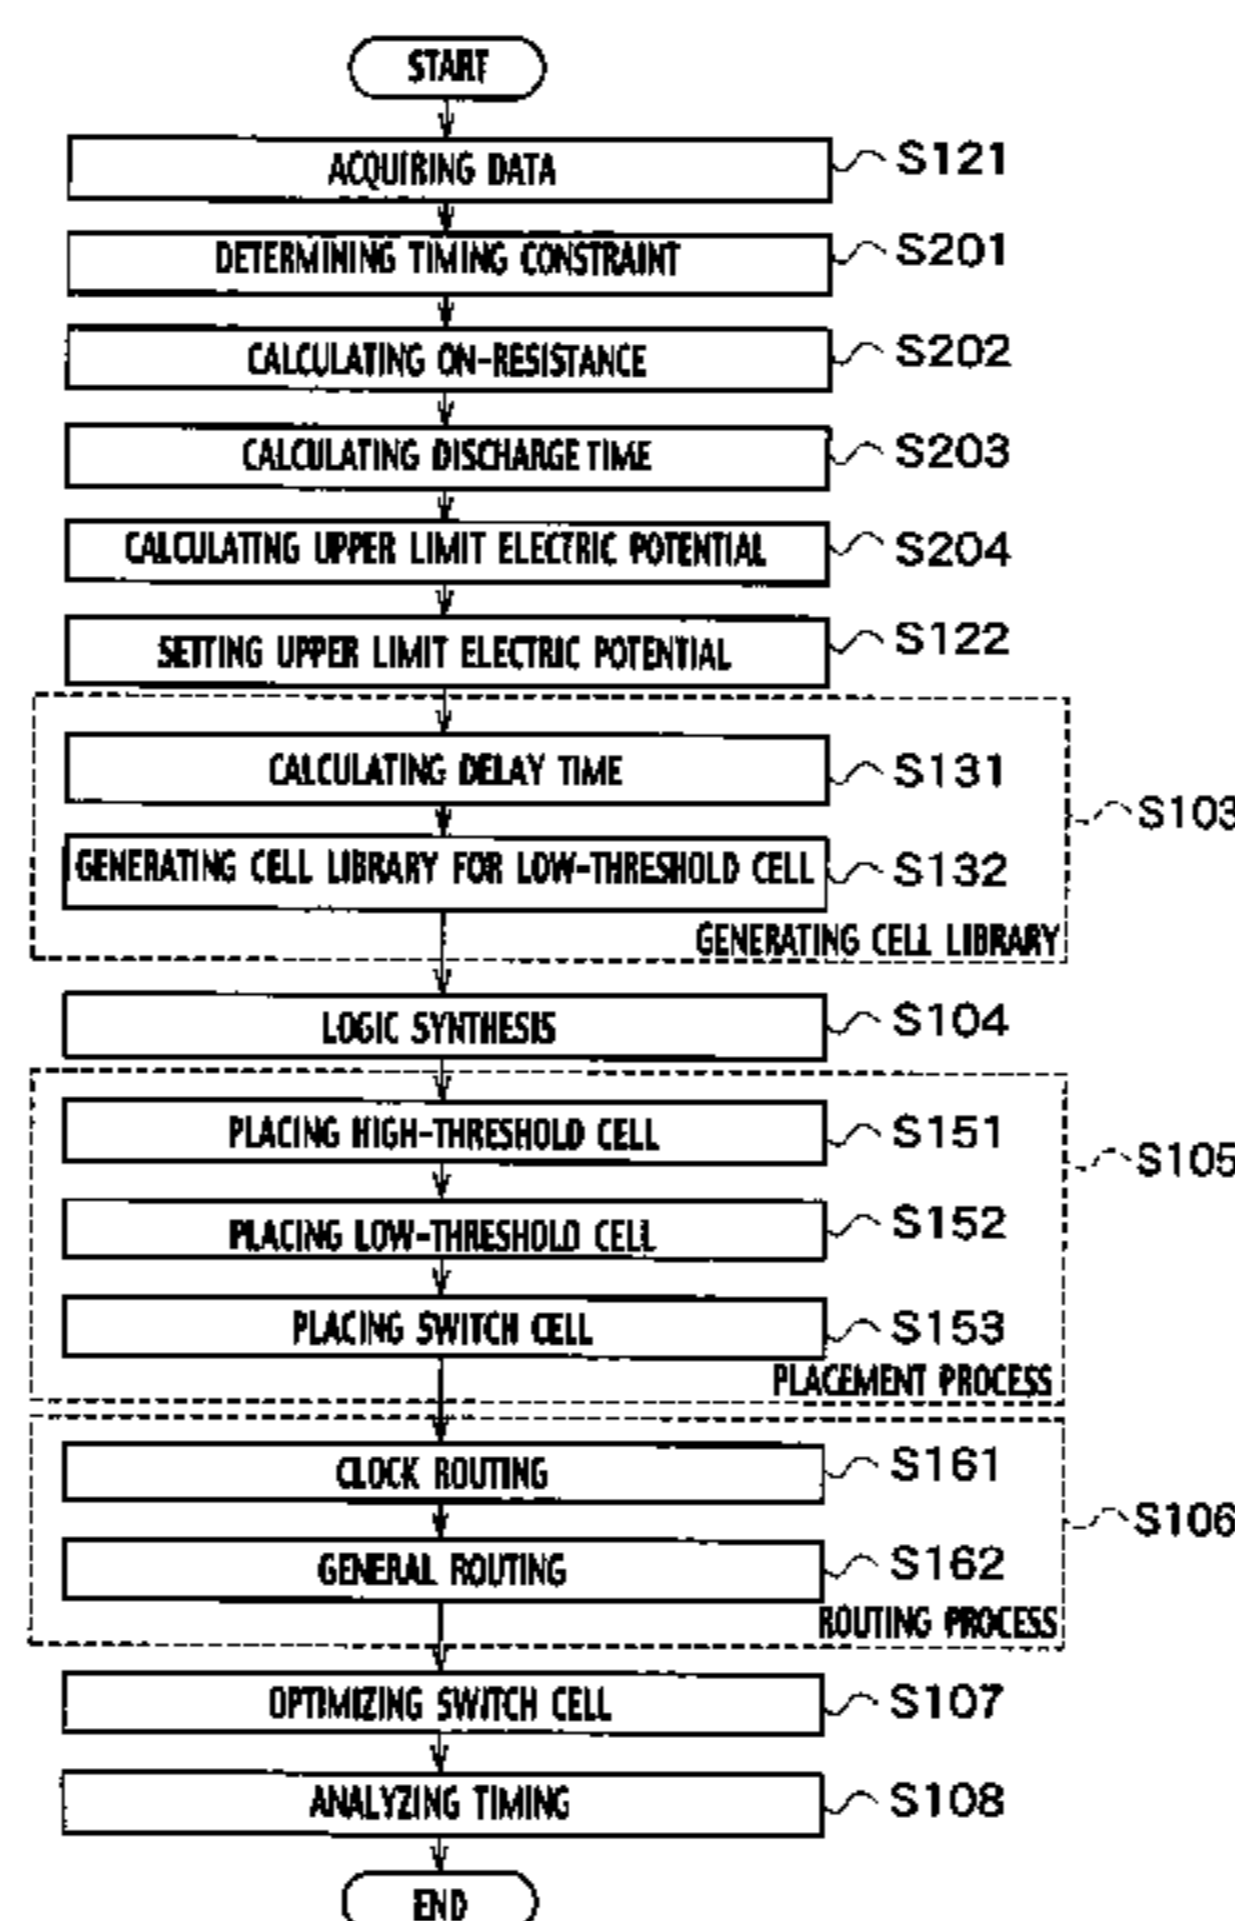 START
ACQUIRING DATA S121
DETERMINING TIMING CONSTRAINT S201
CALCULATING ON-RESISTANCE S202
CALCULATING DISCHARGE TIME S203
CALCULATING UPPER LIMIT ELECTRIC POTENTIAL S204
SETTING UPPER LIMIT ELECTRIC POTENTIAL S122
CALCULATING DELAY TIME S131
S103
GENERATING CELL LIBRARY FOR LOW-THRESHOLD CELL S132
GENERATING CELL LIBRARY
LOGIC SYNTHESIS S104
PLACING HIGH-THRESHOLD CELL S151
S105
PLACING LOW-THRESHOLD CELL S152
PLACING SWITCH CELL S153
PLACEMENT PROCESS
CLOCK ROUTING S161
S106
GENERAL ROUTING S162
ROUTING PROCESS
OPTIMIZING SWITCH CELL S107
ANALYZING TIMING S108
END